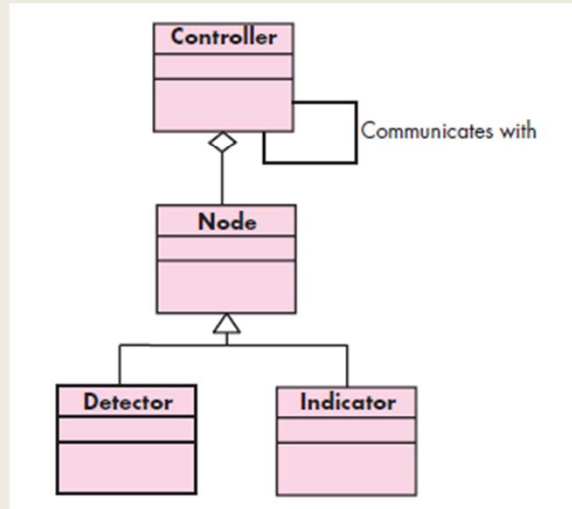 Controller
Communicates with
Node
Detector
Indicator